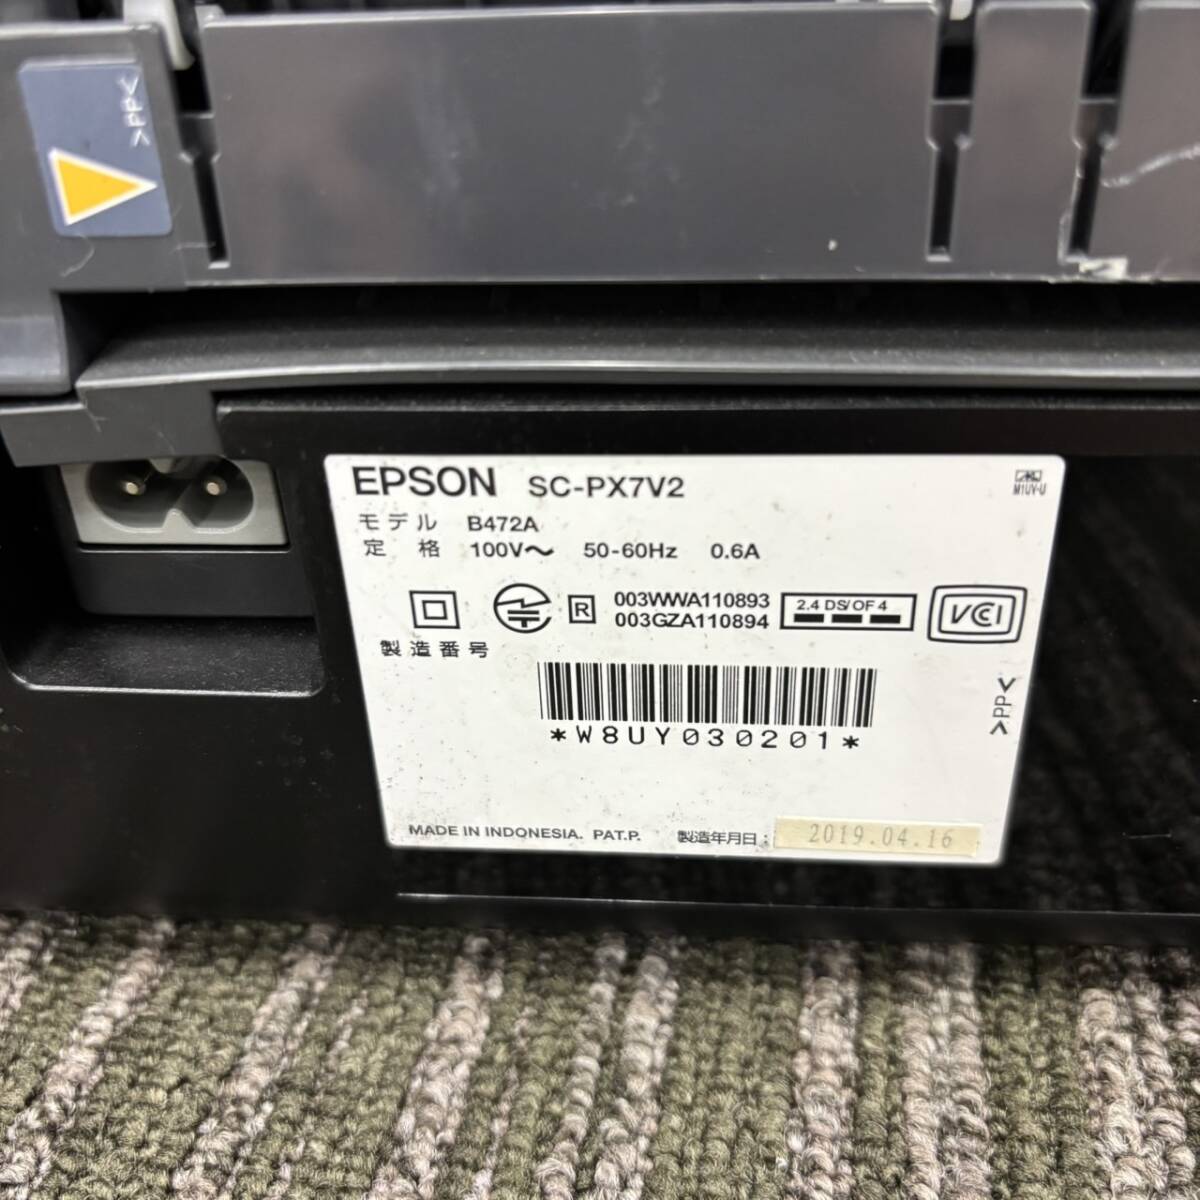 >PP<
EPSON SC-PX7V2
M1UV-U
モデル B472A
定 格 100V〜 50-60Hz 0.6A
R 003WWA110893
003GZA110894
2.4 DS/OF 4
VCI
製造番号
*W8UY030201*
>PP<
MADE IN INDONESIA. PAT.P. 製造年月日: 2019.04.16